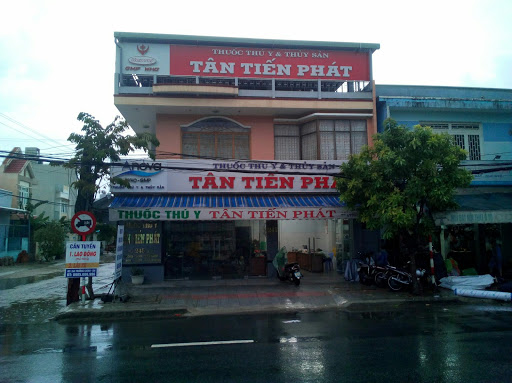 THUỐC THÚ Y & THỦY SẢN
TÂN TIẾN PHÁT
THUỐC THÚ Y & THỦY SẢN
TÂN TIẾN PHÁT
THUỐC THÚ Y TÂN TIẾN PHÁT
CẦN TUYỂN
LAO ĐỘNG